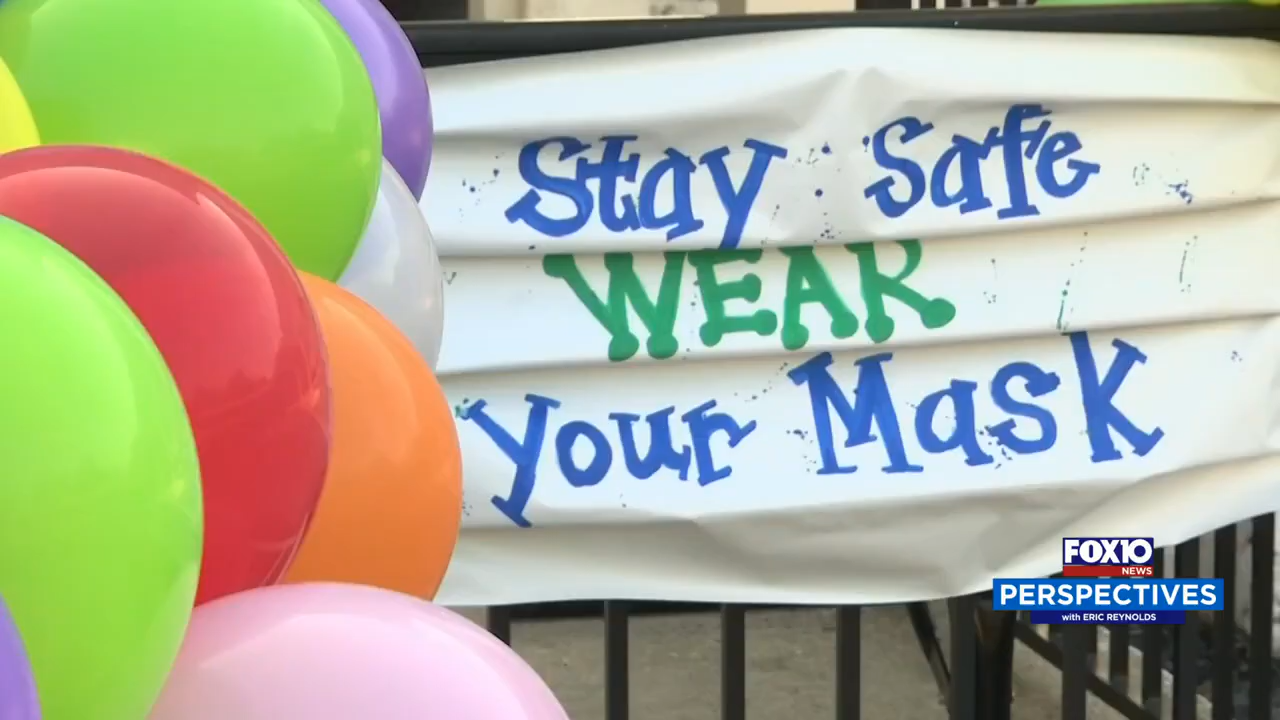 Stay Safe
WEAR
Your Mask
FOX10
NEWS
PERSPECTIVES
with ERIC REYNOLDS